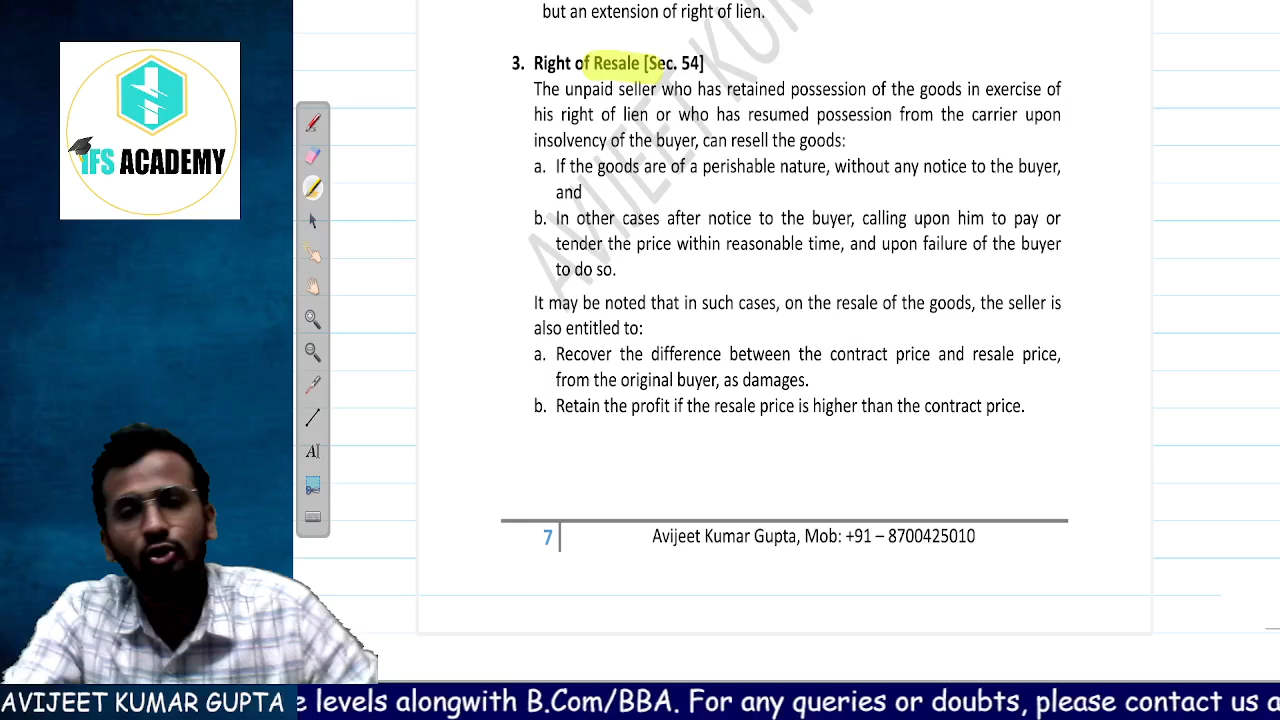 but an extension of right of lien.
3. Right of Resale [Sec. 54]
The unpaid seller who has retained possession of the goods in exercise of
his right of lien or who has resumed possession from the carrier upon
insolvency of the buyer, can resell the goods:
a. If the goods are of a perishable nature, without any notice to the buyer,
and
b. In other cases after notice to the buyer, calling upon him to pay or
tender the price within reasonable time, and upon failure of the buyer
to do so.
It may be noted that in such cases, on the resale of the goods, the seller is
also entitled to:
a. Recover the difference between the contract price and resale price,
from the original buyer, as damages.
b. Retain the profit if the resale price is higher than the contract price.
7
Avijeet Kumar Gupta, Mob: +91 – 8700425010
AVIJEET KUM
IFS ACADEMY
A
AVIJEET KUMAR GUPTA
e levels alongwith B.Com/BBA. For any queries or doubts, please contact us a